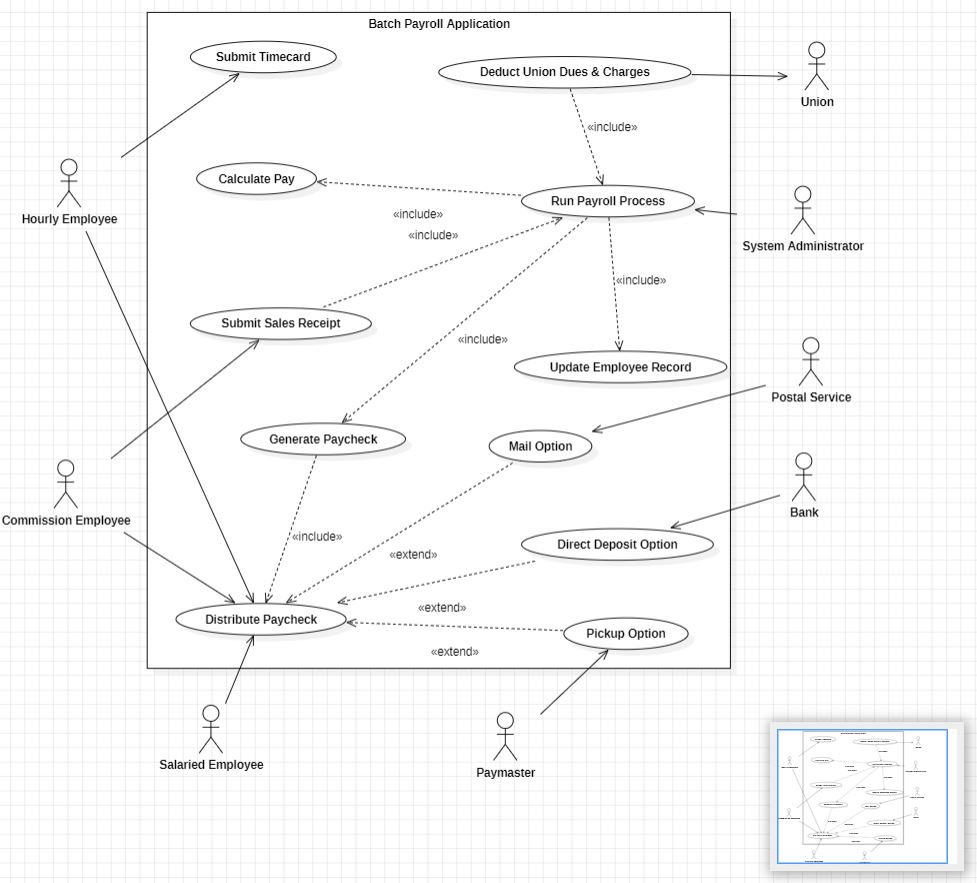 Batch Payroll Application
Submit Timecard
Deduct Union Dues & Charges
Union
«include»
Calculate Pay
Run Payroll Process
Hourly Employee
«include»
«include»
System Administrator
«include»
Submit Sales Receipt
«include»
Update Employee Record
Postal Service
Generate Paycheck
Mail Option
Commission Employee
Bank
«include»
Direct Deposit Option
«extend»
«extend»
Distribute Paycheck
Pickup Option
«extend»
Salaried Employee
Paymaster